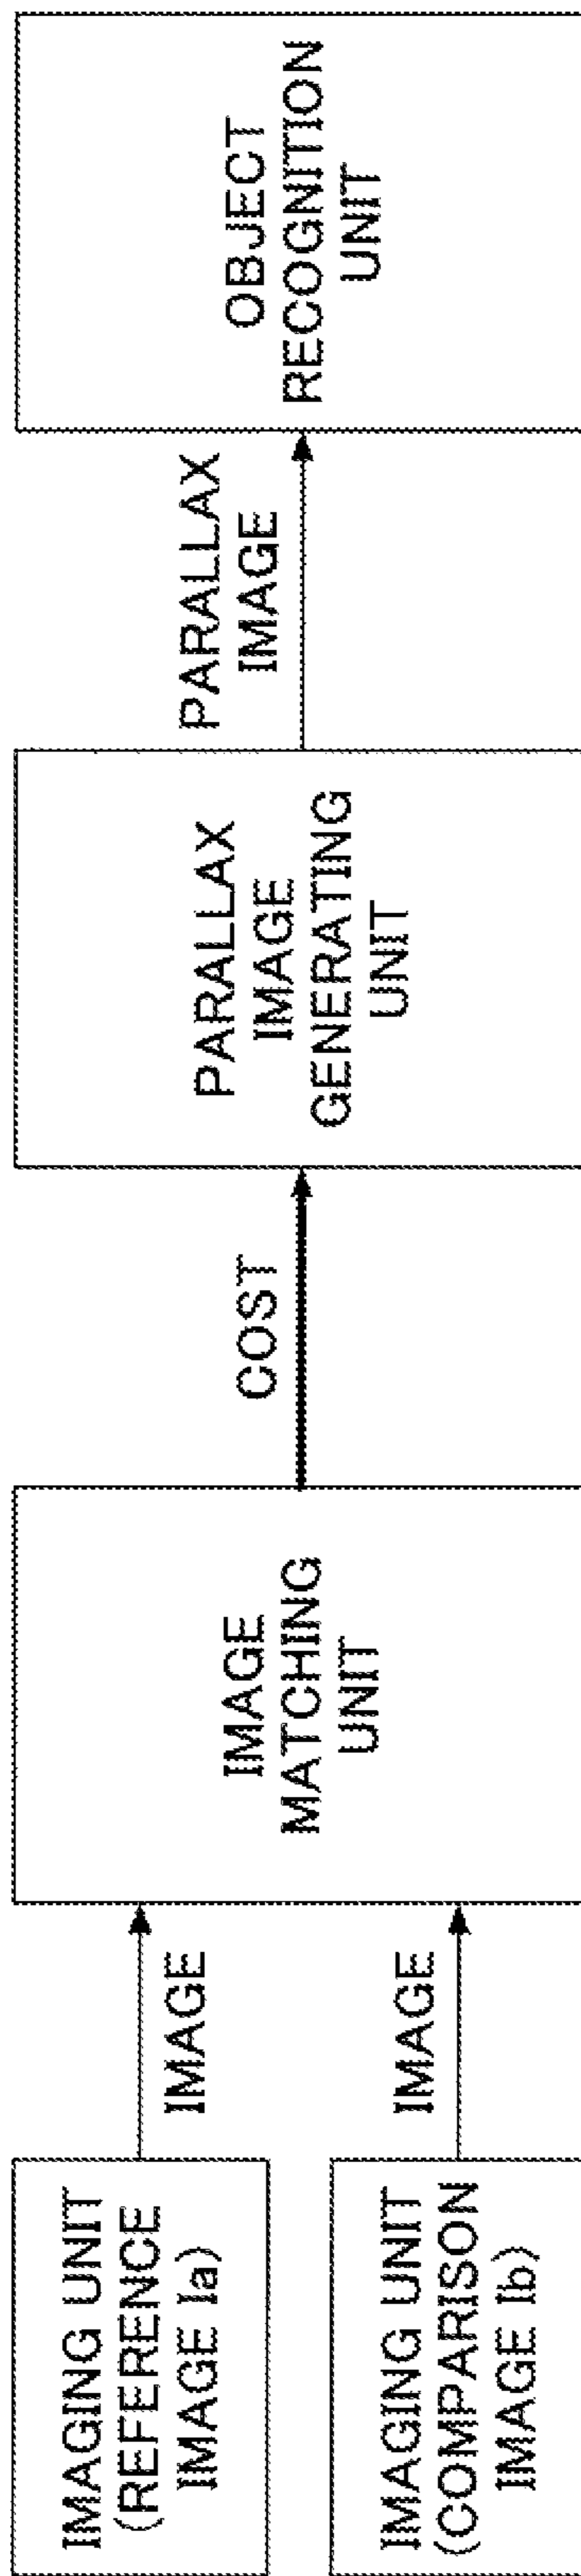 IMAGING UNIT
(REFERENCE
IMAGE Ia)
IMAGING UNIT
(COMPARISON
IMAGE Ib)
IMAGE
IMAGE
IMAGE
MATCHING
UNIT
COST
PARALLAX
IMAGE
GENERATING
UNIT
PARALLAX
IMAGE
OBJECT
RECOGNITION
UNIT